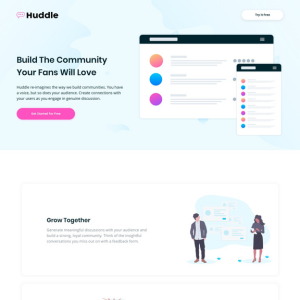 Huddle
Try It Free
Build The Community
Your Fans Will Love
Huddle re-imagines the way we build communities. You have
a voice, but so does your audience. Create connections with
your users as you engage in genuine discussion.
Get Started For Free
Grow Together
Generate meaningful discussions with your audience and
build a strong, loyal community. Think of the insightful
conversations you miss out on with a feedback form.